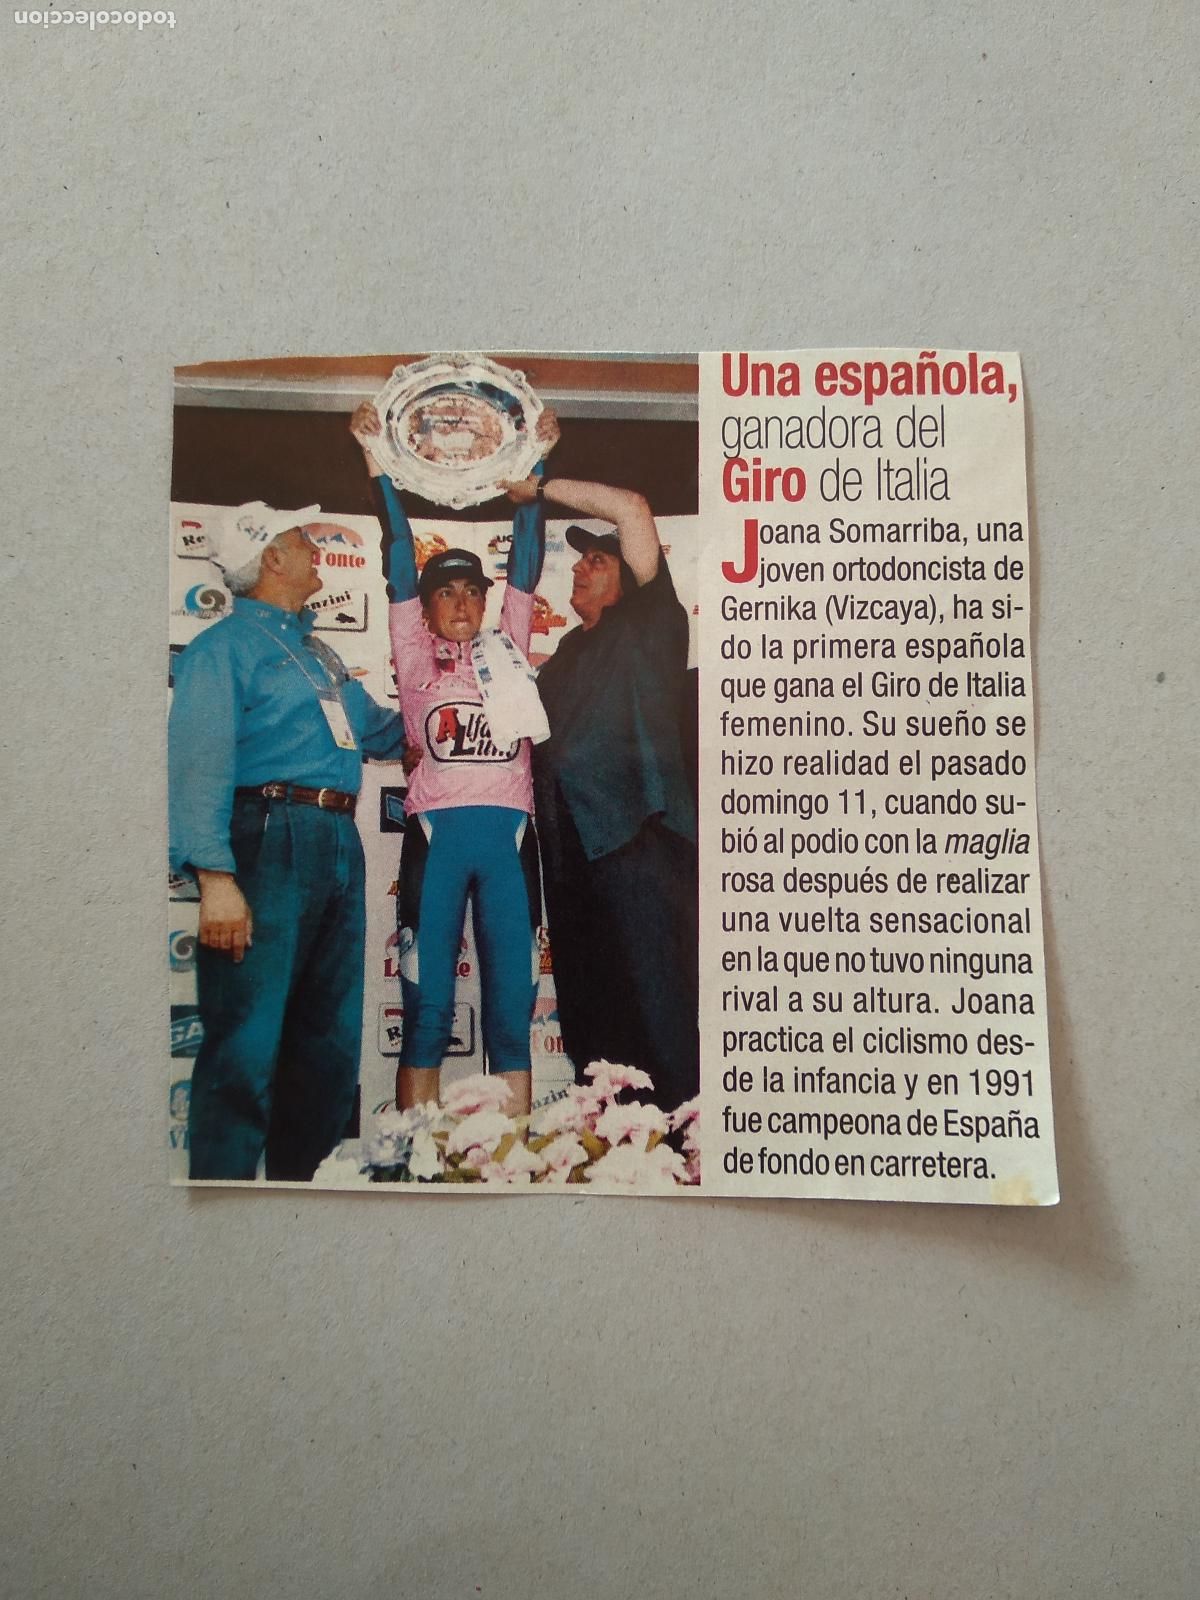 todocoleccion
Una española,
ganadora del
Giro de Italia
Joana Somarriba, una
joven ortodoncista de
Gernika (Vizcaya), ha si-
do la primera española
que gana el Giro de Italia
femenino. Su sueño se
hizo realidad el pasado
domingo 11, cuando su-
bió al podio con la maglia
rosa después de realizar
una vuelta sensacional
en la que no tuvo ninguna
rival a su altura. Joana
practica el ciclismo des-
de la infancia y en 1991
fue campeona de España
de fondo en carretera.
Alfa
Lum